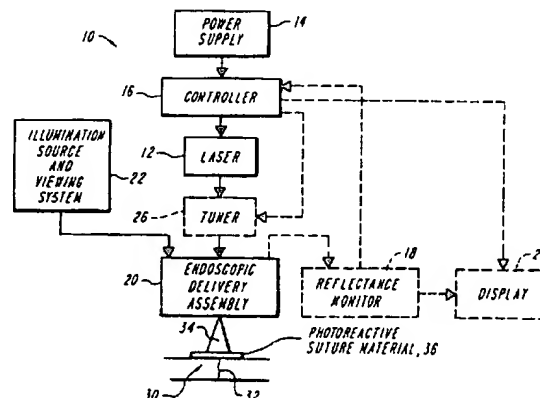 10
POWER
SUPPLY
14
16
CONTROLLER
ILLUMINATION
SOURCE
AND
VIEWING
SYSTEM
22
12
LASER
26
TUNER
20
ENDOSCOPIC
DELIVERY
ASSEMBLY
18
REFLECTANCE
MONITOR
2
DISPLAY
34
PHOTOREACTIVE
SUTURE MATERIAL, 36
30
32